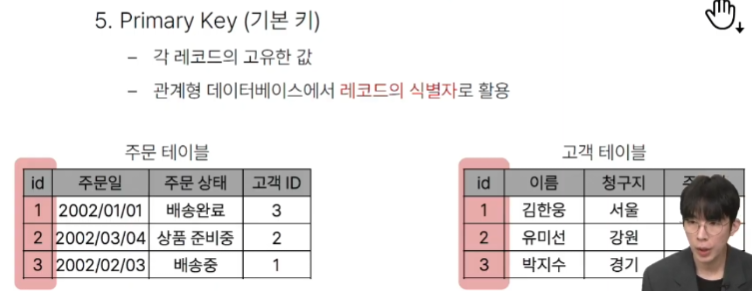 5. Primary Key (기본 키)
– 각 레코드의 고유한 값
– 관계형 데이터베이스에서 레코드의 식별자로 활용
주문 테이블
id 주문일 주문 상태 고객 ID
1 2002/01/01 배송완료 3
2 2002/03/04 상품 준비중 2
3 2002/02/03 배송중 1
고객 테이블
id 이름 청구지
1 김한웅 서울
2 유미선 강원
3 박지수 경기